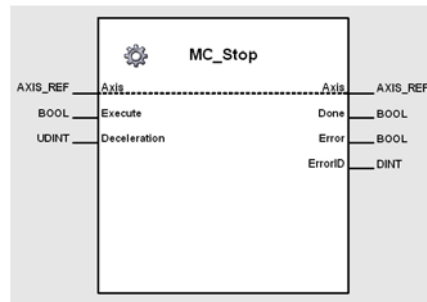 MC_Stop
AXIS_REF Axis Axis AXIS_REF
BOOL Execute Done BOOL
UDINT Deceleration Error BOOL
ErrorID DINT